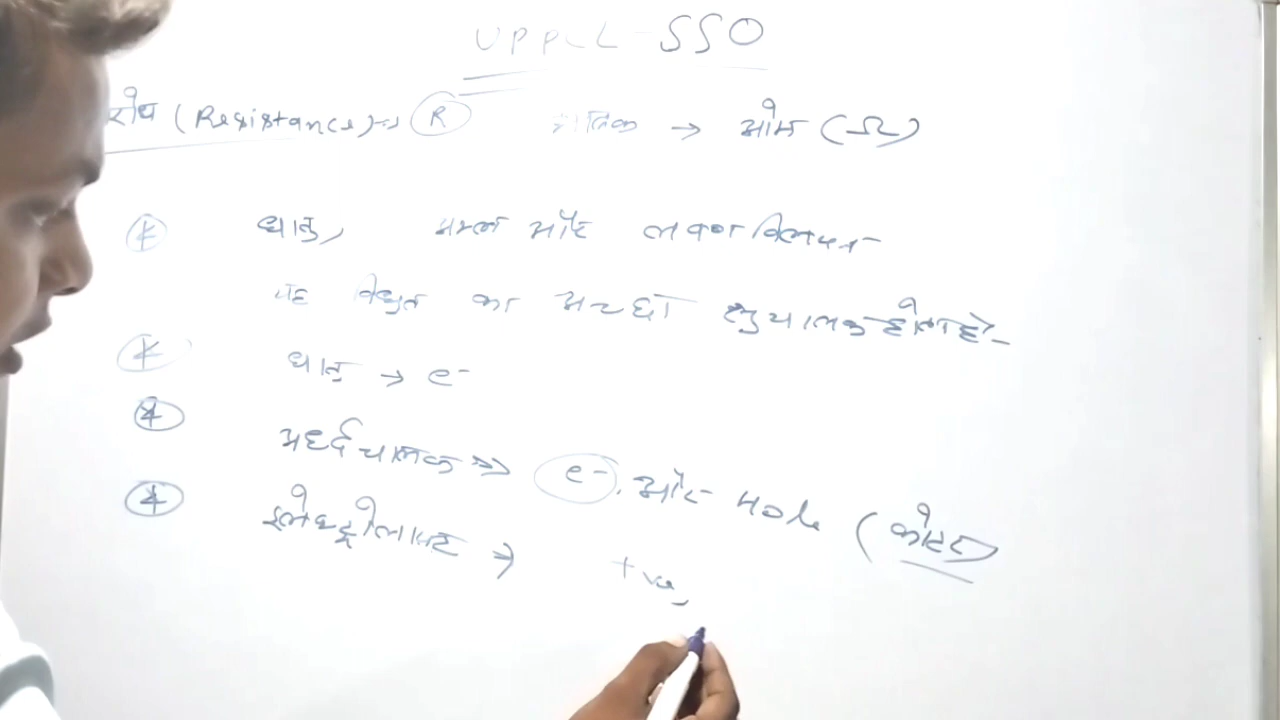 UPPCL-SSO
रोध (Resistance) → R मात्रक → ओम (Ω)
धातु, अम्ल और लवण विलयन
यह विद्युत का अच्छा सुचालक होता है-
धातु → e-
अर्द्धचालक → e- और Hole (कोटर)
इलेक्ट्रोलाइट → +ve,